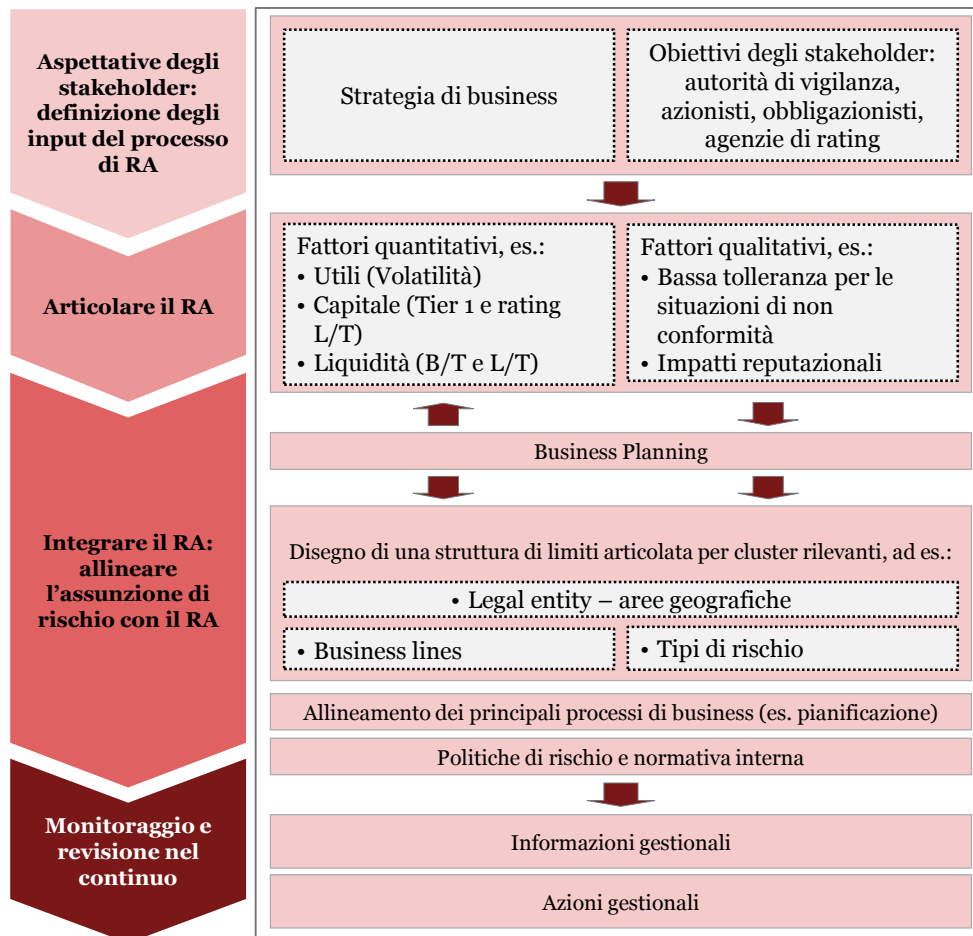 Aspettative degli
stakeholder:
definizione degli
input del processo
di RA
Strategia di business
Obiettivi degli stakeholder:
autorità di vigilanza,
azionisti, obbligazionisti,
agenzie di rating
Articolare il RA
Fattori quantitativi, es.:
• Utili (Volatilità)
• Capitale (Tier 1 e rating
L/T)
• Liquidità (B/T e L/T)
Fattori qualitativi, es.:
• Bassa tolleranza per le
situazioni di non
conformità
• Impatti reputazionali
Integrare il RA:
allineare
l’assunzione di
rischio con il RA
Business Planning
Disegno di una struttura di limiti articolata per cluster rilevanti, ad es.:
• Legal entity – aree geografiche
• Business lines
• Tipi di rischio
Allineamento dei principali processi di business (es. pianificazione)
Politiche di rischio e normativa interna
Monitoraggio e
revisione nel
continuo
Informazioni gestionali
Azioni gestionali